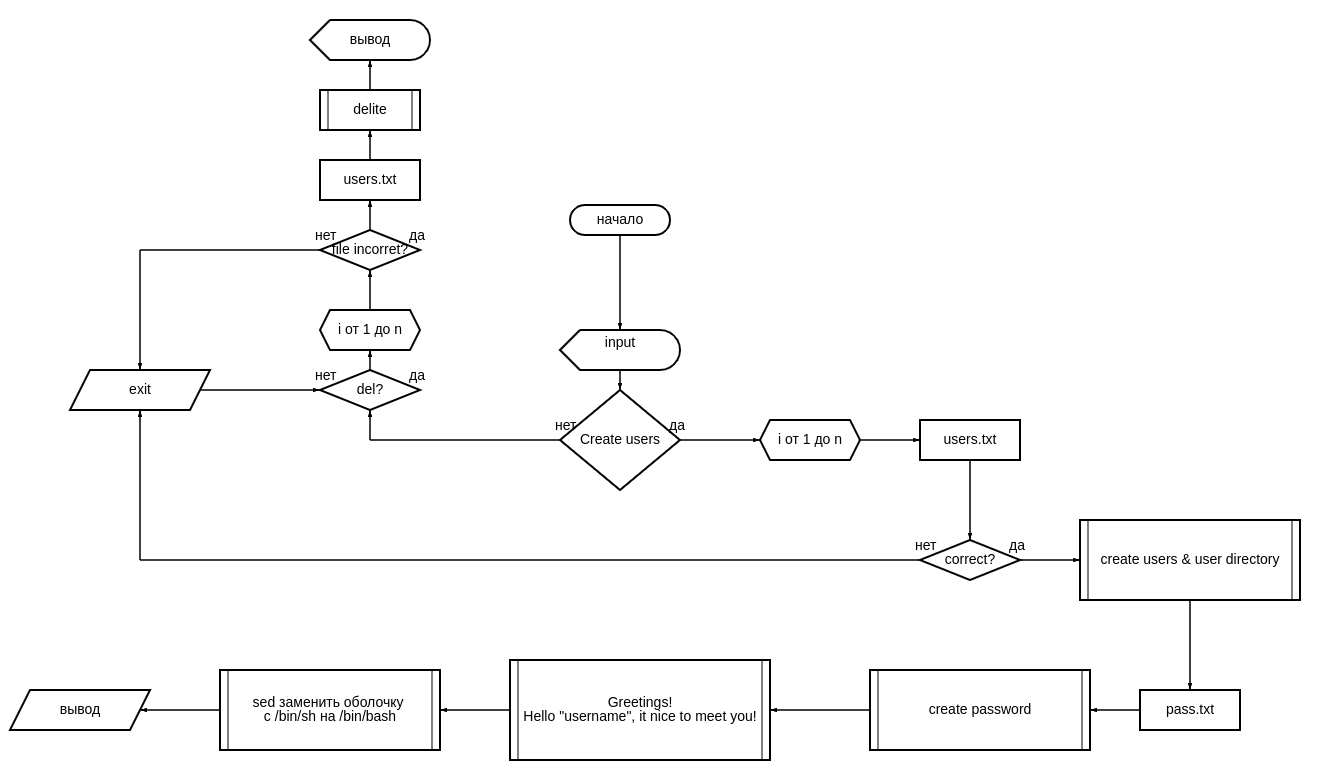 вывод
delite
users.txt
нет
да
file incorret?
начало
i от 1 до n
input
нет
да
exit
del?
нет
да
Create users
i от 1 до n
users.txt
нет
да
correct?
create users & user directory
вывод
sed заменить оболочку
с /bin/sh на /bin/bash
Greetings!
Hello "username", it nice to meet you!
create password
pass.txt